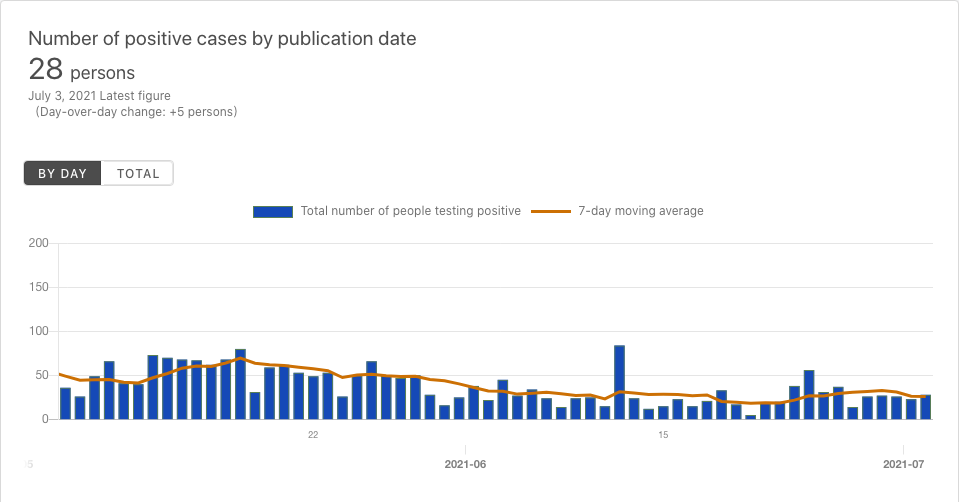 Number of positive cases by publication date
28 persons
July 3, 2021 Latest figure
(Day-over-day change: +5 persons)
BY DAY TOTAL
Total number of people testing positive 7-day moving average
200
150
100
50
0
22 15
2021-06 2021-07